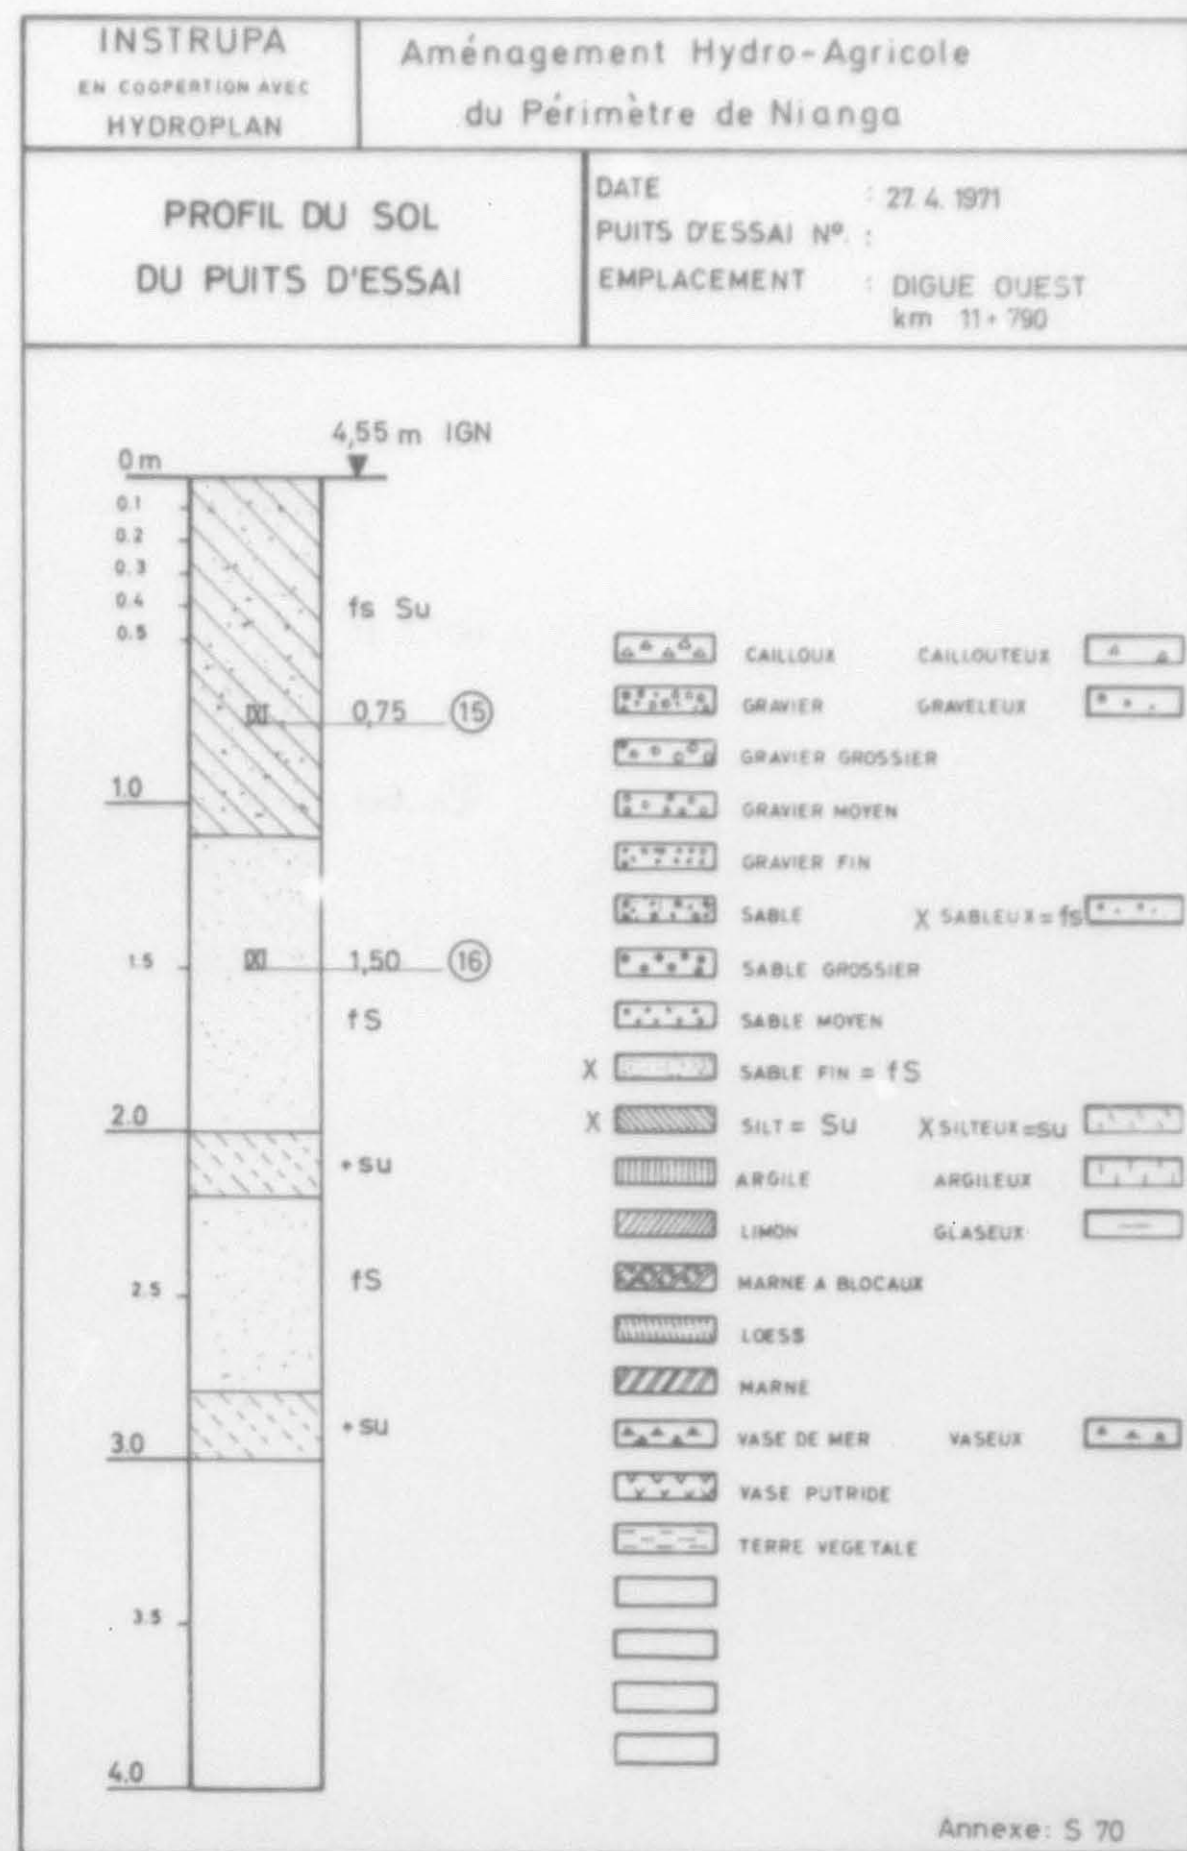 INSTRUPA
EN COOPERTION AVEC
HYDROPLAN
Aménagement Hydro-Agricole
du Périmètre de Nianga
PROFIL DU SOL
DU PUITS D'ESSAI
DATE : 27. 4. 1971
PUITS D'ESSAI Nº. :
EMPLACEMENT : DIGUE OUEST
km 11+790
4,55 m IGN
0 m
0.1
0.2
0.3
0.4
0.5
fs Su
0,75 15
1.0
1.5
1,50 16
fS
2.0
+su
2.5
fS
+su
3.0
3.5
4.0
CAILLOUX CAILLOUTEUX
GRAVIER GRAVELEUX
GRAVIER GROSSIER
GRAVIER MOYEN
GRAVIER FIN
SABLE X SABLEUX = fs
SABLE GROSSIER
SABLE MOYEN
X SABLE FIN = fS
X SILT = Su X SILTEUX = su
ARGILE ARGILEUX
LIMON GLASEUX
MARNE A BLOCAUX
LOESS
MARNE
VASE DE MER VASEUX
VASE PUTRIDE
TERRE VEGETALE
Annexe: S 70